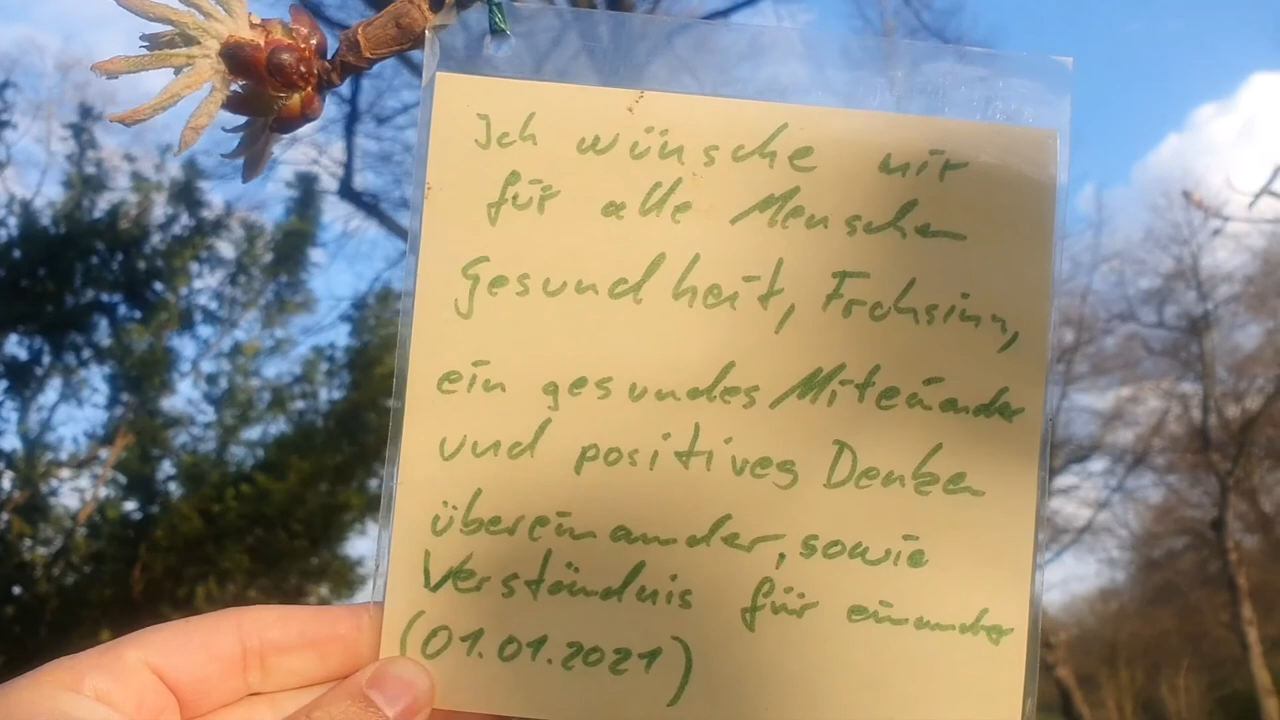 Ich wünsche mir
für alle Menschen
Gesundheit, Frohsinn,
ein gesundes Miteinander
und positives Denken
übereinander, sowie
Verständnis für einander
(01.01.2021)